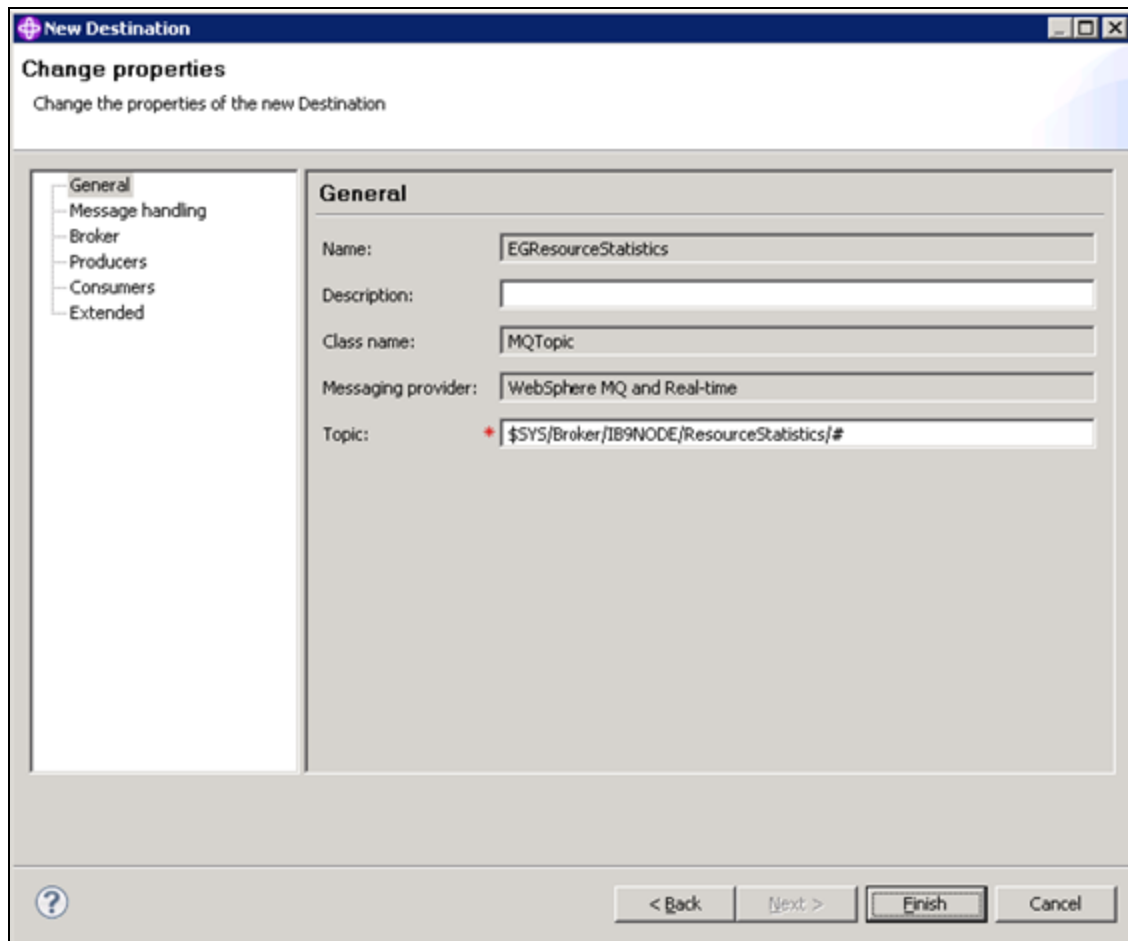 New Destination
Change properties
Change the properties of the new Destination
General
Message handling
Broker
Producers
Consumers
Extended
General
Name: EGResourceStatistics
Description:
Class name: MQTopic
Messaging provider: WebSphere MQ and Real-time
Topic: * $SYS/Broker/IB9NODE/ResourceStatistics/#
? < Back Next > Finish Cancel